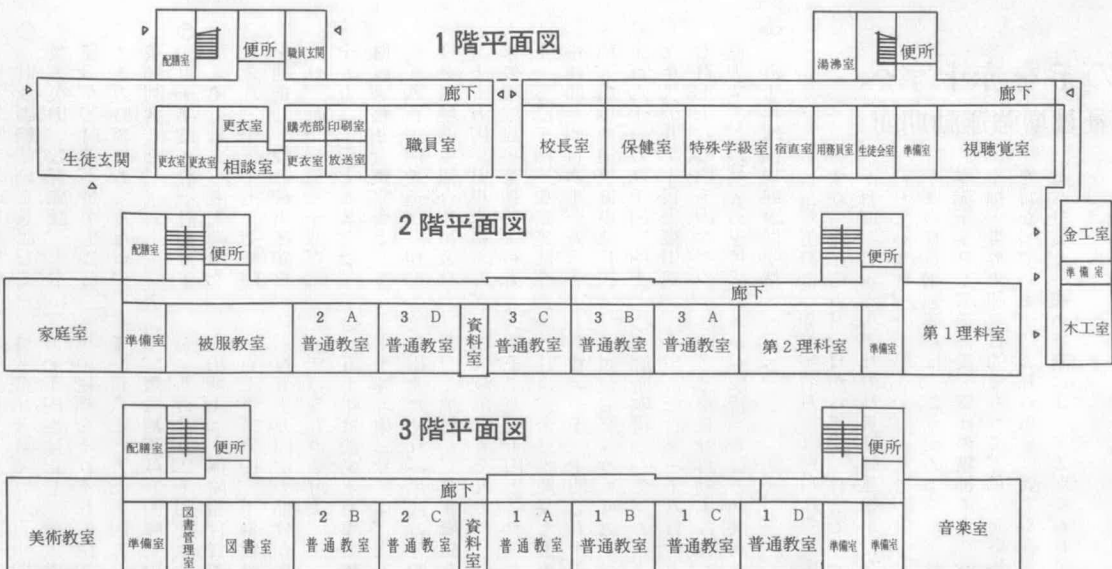 1階平面図
配膳室
便所
職員玄関
湯沸室
便所
廊下
廊下
生徒玄関
更衣室
更衣室
更衣室
相談室
購売部
印刷室
更衣室
放送室
職員室
校長室
保健室
特殊学級室
宿直室
用務員室
生徒会室
準備室
視聴覚室
金工室
準備室
木工室
2階平面図
配膳室
便所
便所
廊下
家庭室
準備室
被服教室
2 A
普通教室
3 D
普通教室
資料室
3 C
普通教室
3 B
普通教室
3 A
普通教室
第2理科室
準備室
第1理科室
3階平面図
配膳室
便所
便所
廊下
美術教室
準備室
図書管理室
図書室
2 B
普通教室
2 C
普通教室
資料室
1 A
普通教室
1 B
普通教室
1 C
普通教室
1 D
普通教室
準備室
準備室
音楽室